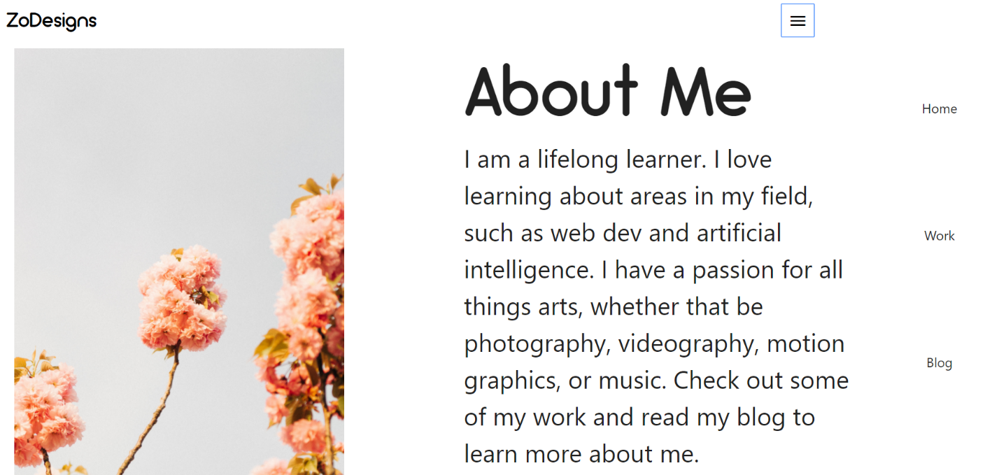 ZoDesigns
About Me
I am a lifelong learner. I love
learning about areas in my field,
such as web dev and artificial
intelligence. I have a passion for all
things arts, whether that be
photography, videography, motion
graphics, or music. Check out some
of my work and read my blog to
learn more about me.
Home
Work
Blog